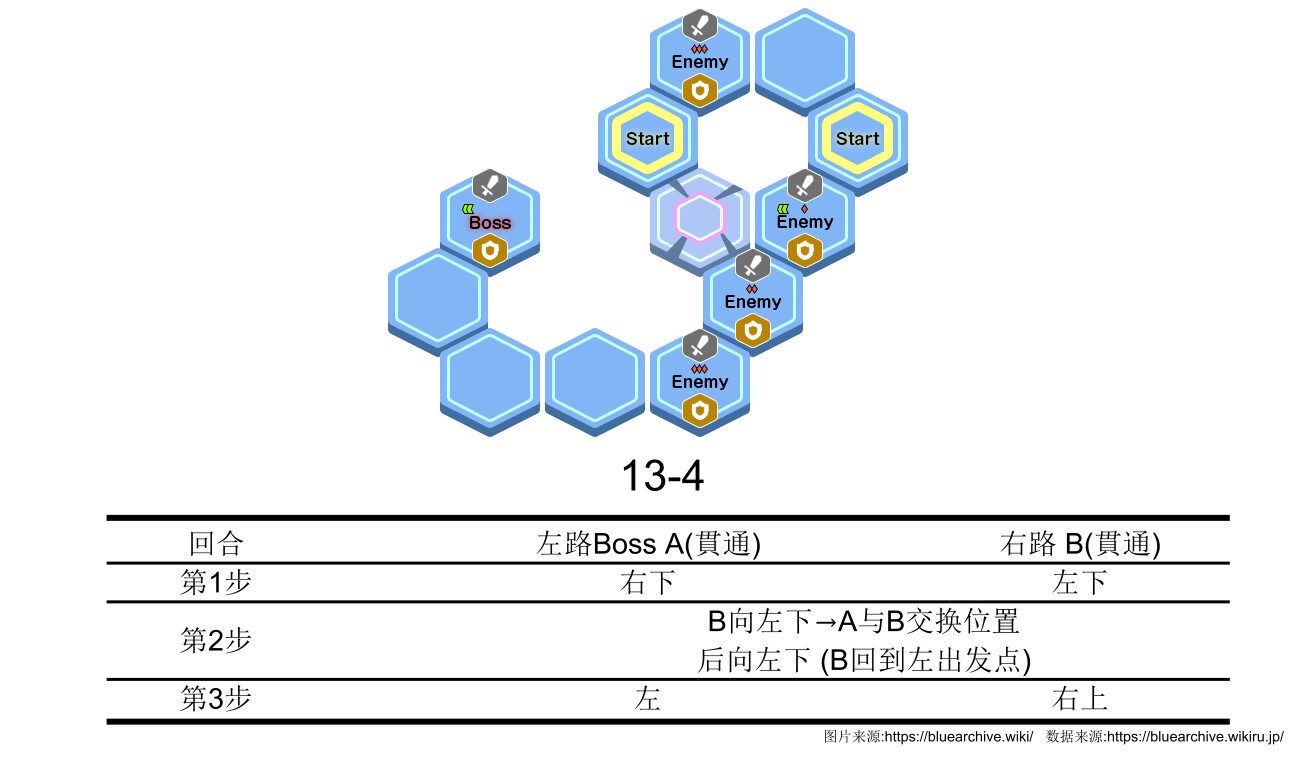 Enemy
Start
Start
Boss
Enemy
Enemy
Enemy
13-4
回合 左路Boss A(貫通) 右路 B(貫通)
第1步 右下 左下
第2步 B向左下→A与B交换位置
后向左下 (B回到左出发点)
第3步 左 右上
图片来源:https://bluearchive.wiki/ 数据来源:https://bluearchive.wikiru.jp/